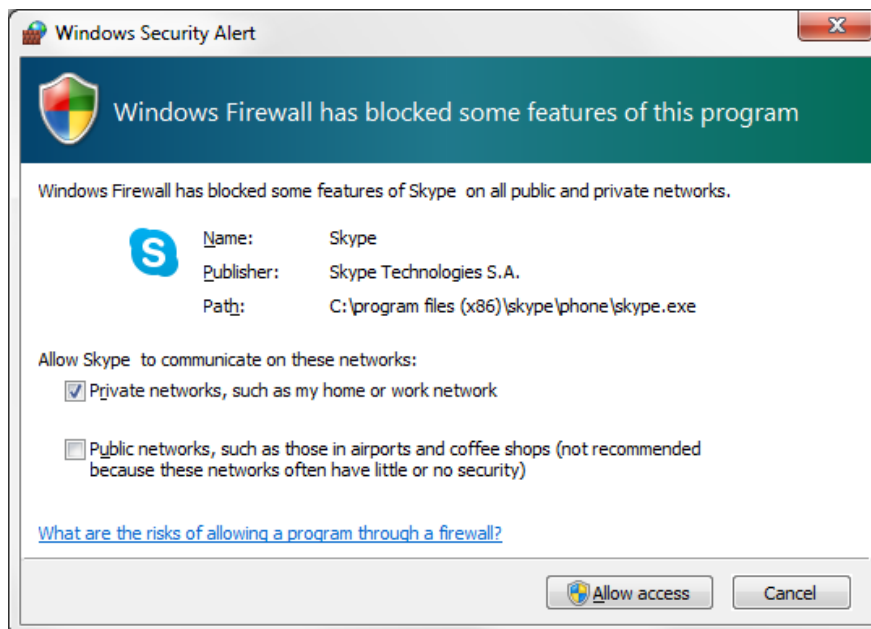 Windows Security Alert
Windows Firewall has blocked some features of this program
Windows Firewall has blocked some features of Skype on all public and private networks.
Name: Skype
Publisher: Skype Technologies S.A.
Path: C:\program files (x86)\skype\phone\skype.exe
Allow Skype to communicate on these networks:
Private networks, such as my home or work network
Public networks, such as those in airports and coffee shops (not recommended
because these networks often have little or no security)
What are the risks of allowing a program through a firewall?
Allow access Cancel